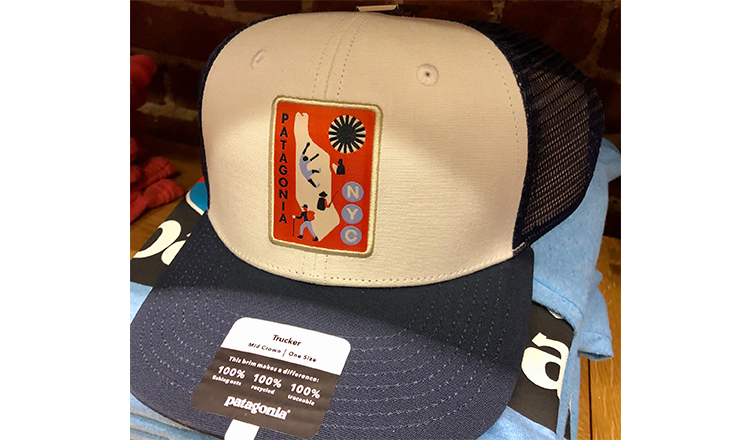 PATAGONIA
NYC
Trucker
Mid Crown | One Size
This brim makes a difference:
100% 100% 100%
fishing nets recycled traceable
patagonia®